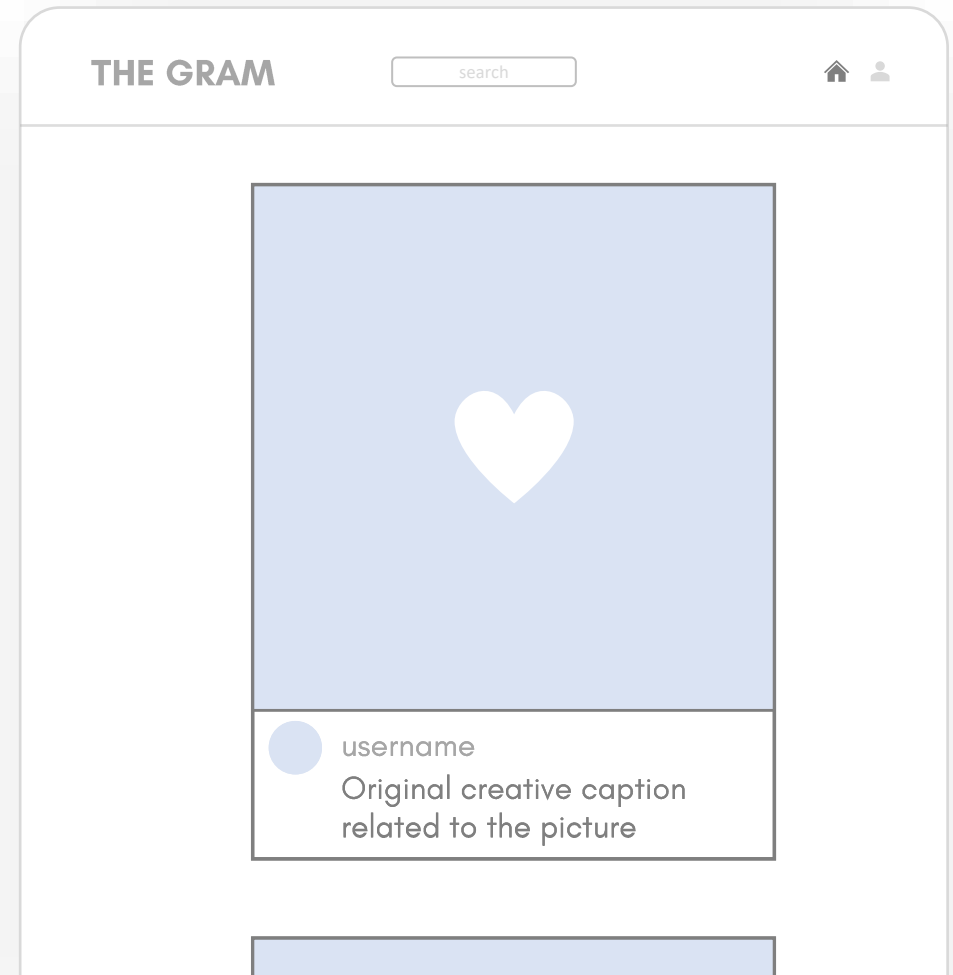 THE GRAM
search
username
Original creative caption
related to the picture